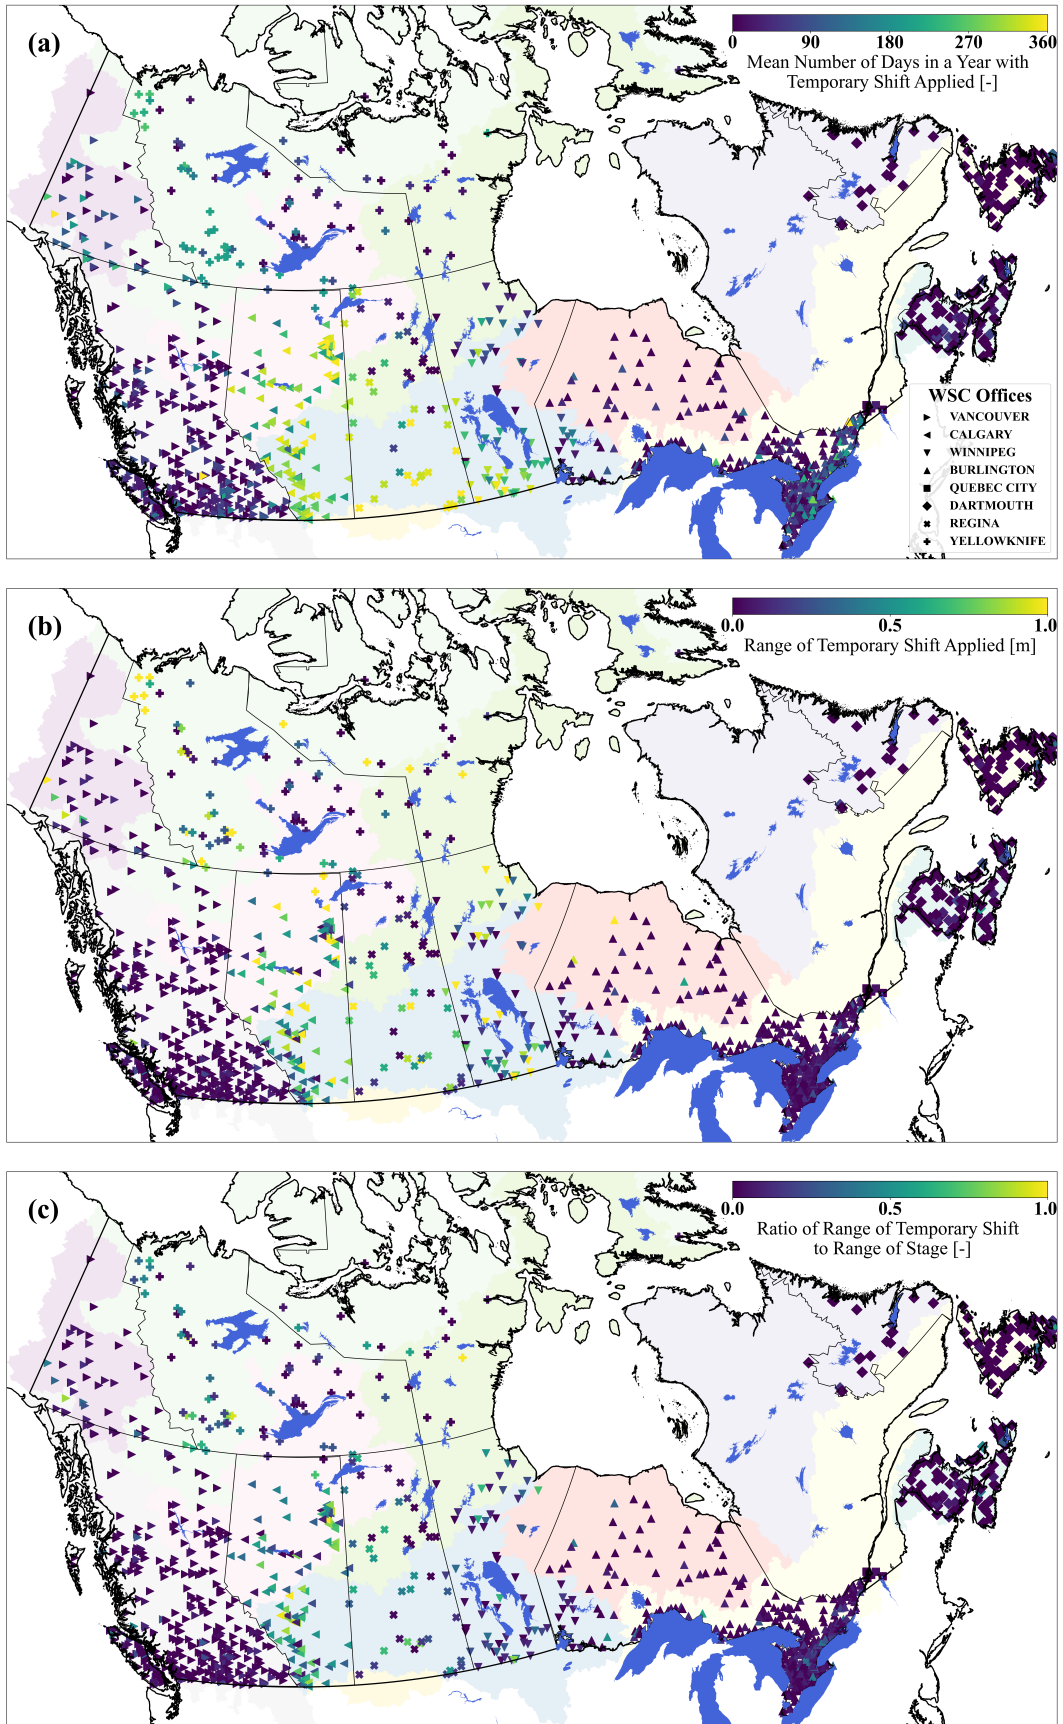 (a)
0 90 180 270 360
Mean Number of Days in a Year with
Temporary Shift Applied [-]
WSC Offices
VANCOUVER
CALGARY
WINNIPEG
BURLINGTON
QUEBEC CITY
DARTMOUTH
REGINA
YELLOWKNIFE
(b)
0.0 0.5 1.0
Range of Temporary Shift Applied [m]
(c)
0.0 0.5 1.0
Ratio of Range of Temporary Shift
to Range of Stage [-]